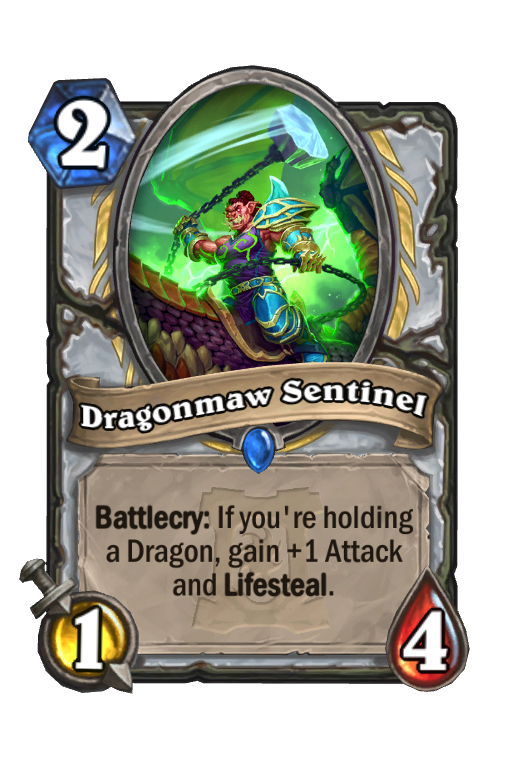 2
Dragonmaw Sentinel
Battlecry: If you're holding
a Dragon, gain +1 Attack
and Lifesteal.
1
4